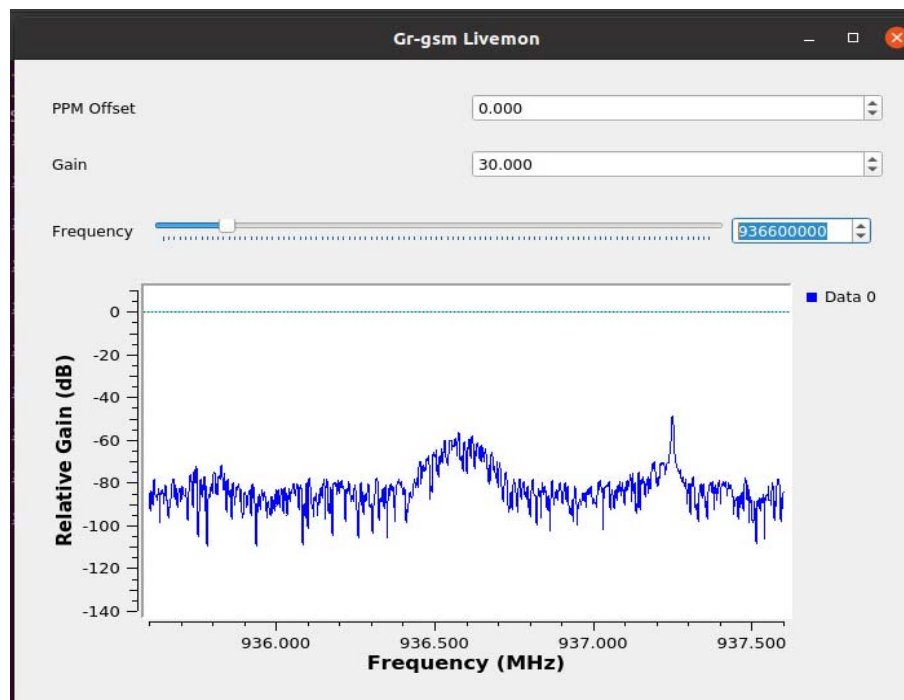 Gr-gsm Livemon
PPM Offset
0.000
Gain
30.000
Frequency
936600000
Data 0
Relative Gain (dB)
0
-20
-40
-60
-80
-100
-120
-140
936.000 936.500 937.000 937.500
Frequency (MHz)